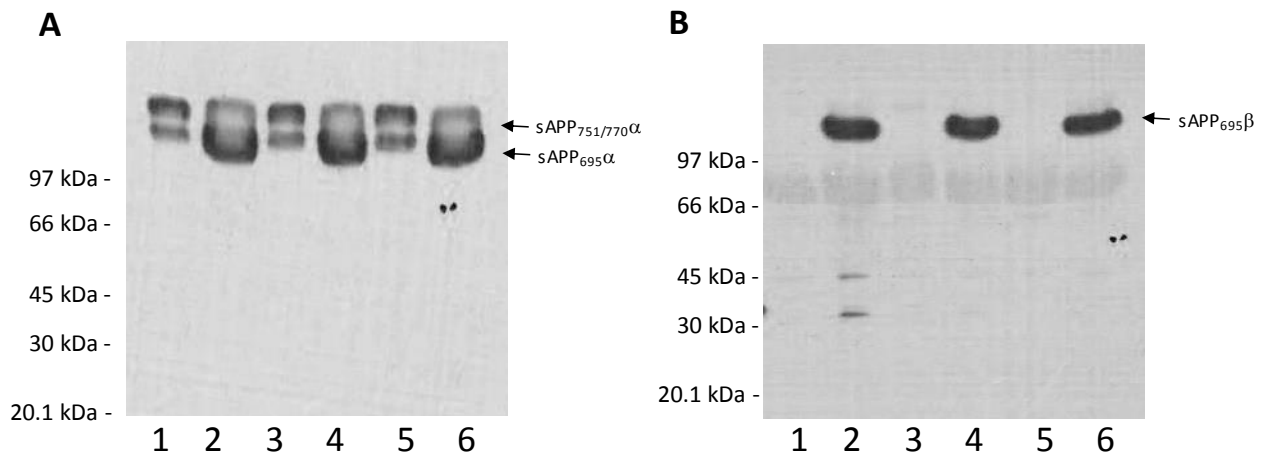 A
sAPP751/770α
sAPP695α
97 kDa -
66 kDa -
45 kDa -
30 kDa -
20.1 kDa -
1 2 3 4 5 6
B
sAPP695β
97 kDa -
66 kDa -
45 kDa -
30 kDa -
20.1 kDa -
1 2 3 4 5 6